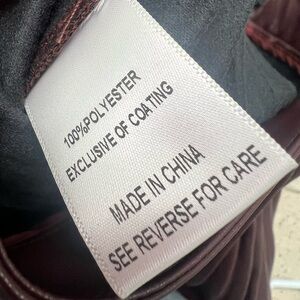 100%POLYESTER
EXCLUSIVE OF COATING
MADE IN CHINA
SEE REVERSE FOR CARE